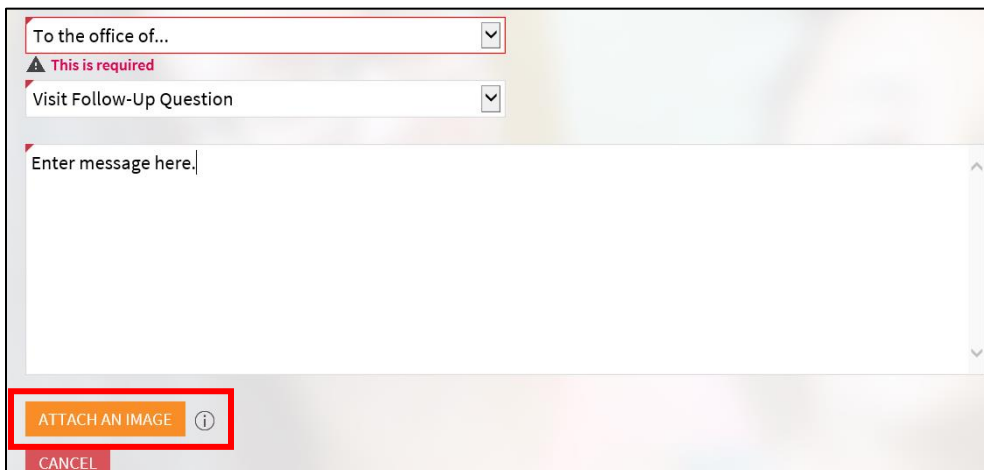 To the office of...
This is required
Visit Follow-Up Question
Enter message here.
ATTACH AN IMAGE
CANCEL